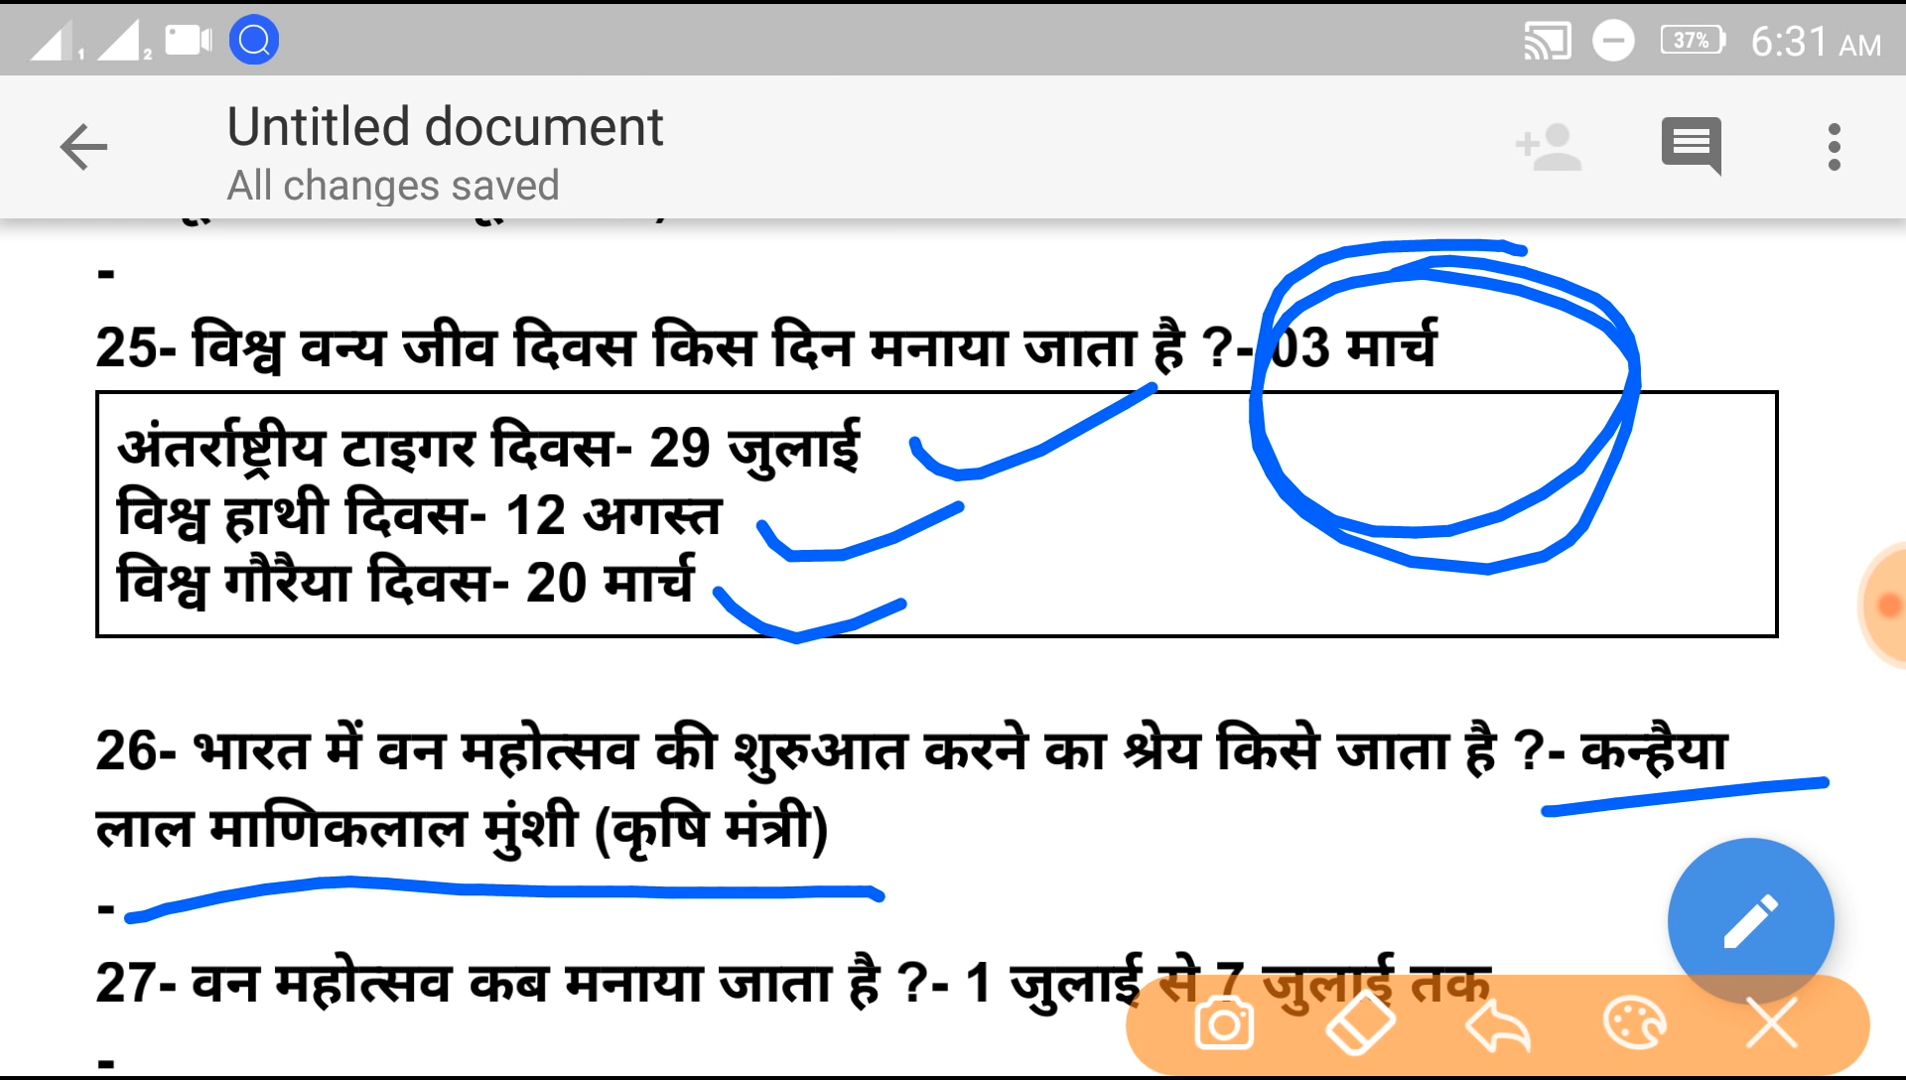 1 2 37% 6:31 AM
Untitled document
All changes saved
-
25- विश्व वन्य जीव दिवस किस दिन मनाया जाता है ?- 03 मार्च
अंतर्राष्ट्रीय टाइगर दिवस- 29 जुलाई
विश्व हाथी दिवस- 12 अगस्त
विश्व गौरैया दिवस- 20 मार्च
26- भारत में वन महोत्सव की शुरुआत करने का श्रेय किसे जाता है ?- कन्हैया
लाल माणिकलाल मुंशी (कृषि मंत्री)
-
27- वन महोत्सव कब मनाया जाता है ?- 1 जुलाई से 7 जुलाई तक
-